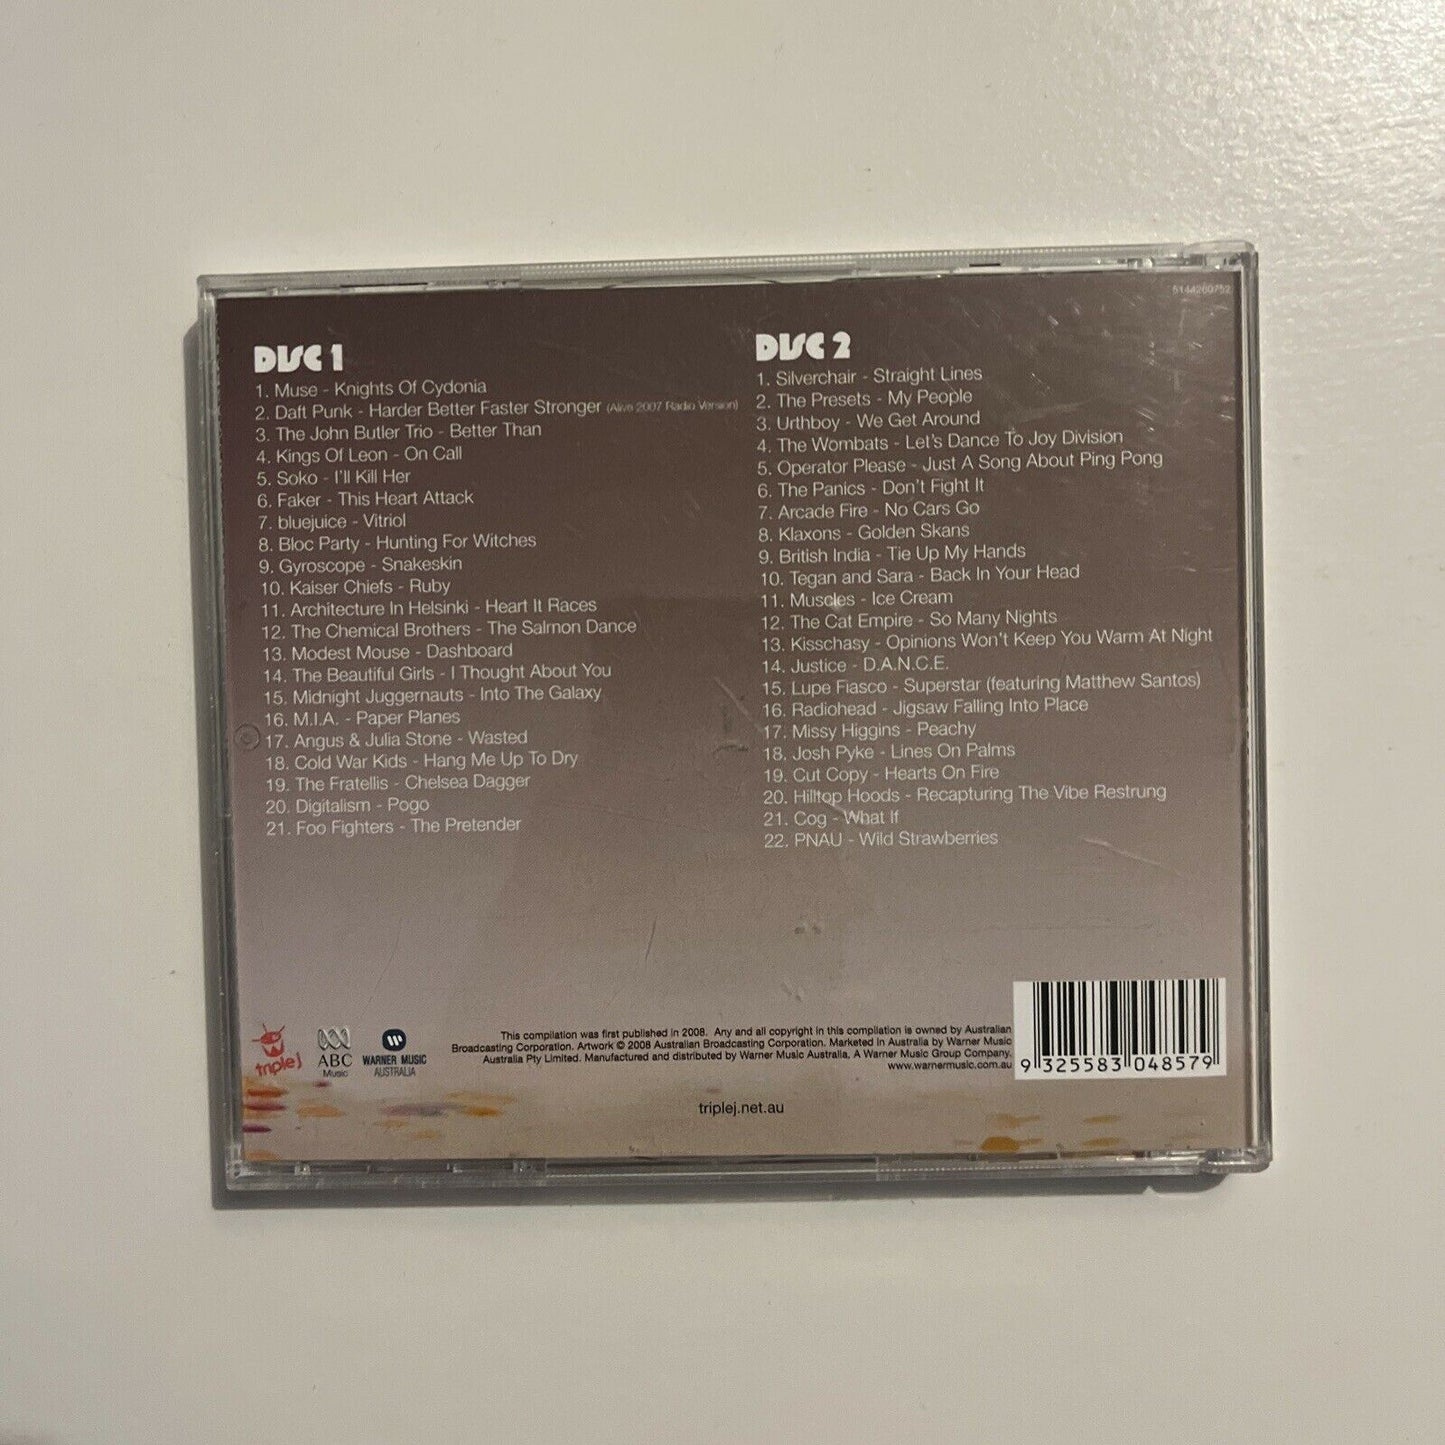 5144260752
DISC 1
1. Muse - Knights Of Cydonia
2. Daft Punk - Harder Better Faster Stronger (Alive 2007 Radio Version)
3. The John Butler Trio - Better Than
4. Kings Of Leon - On Call
5. Soko - I'll Kill Her
6. Faker - This Heart Attack
7. bluejuice - Vitriol
8. Bloc Party - Hunting For Witches
9. Gyroscope - Snakeskin
10. Kaiser Chiefs - Ruby
11. Architecture In Helsinki - Heart It Races
12. The Chemical Brothers - The Salmon Dance
13. Modest Mouse - Dashboard
14. The Beautiful Girls - I Thought About You
15. Midnight Juggernauts - Into The Galaxy
16. M.I.A. - Paper Planes
17. Angus & Julia Stone - Wasted
18. Cold War Kids - Hang Me Up To Dry
19. The Fratellis - Chelsea Dagger
20. Digitalism - Pogo
21. Foo Fighters - The Pretender
DISC 2
1. Silverchair - Straight Lines
2. The Presets - My People
3. Urthboy - We Get Around
4. The Wombats - Let's Dance To Joy Division
5. Operator Please - Just A Song About Ping Pong
6. The Panics - Don't Fight It
7. Arcade Fire - No Cars Go
8. Klaxons - Golden Skans
9. British India - Tie Up My Hands
10. Tegan and Sara - Back In Your Head
11. Muscles - Ice Cream
12. The Cat Empire - So Many Nights
13. Kisschasy - Opinions Won't Keep You Warm At Night
14. Justice - D.A.N.C.E.
15. Lupe Fiasco - Superstar (featuring Matthew Santos)
16. Radiohead - Jigsaw Falling Into Place
17. Missy Higgins - Peachy
18. Josh Pyke - Lines On Palms
19. Cut Copy - Hearts On Fire
20. Hilltop Hoods - Recapturing The Vibe Restrung
21. Cog - What If
22. PNAU - Wild Strawberries
triple j
ABC
Music
WARNER MUSIC
AUSTRALIA
This compilation was first published in 2008. Any and all copyright in this compilation is owned by Australian
Broadcasting Corporation. Artwork © 2008 Australian Broadcasting Corporation. Marketed in Australia by Warner Music
Australia Pty Limited. Manufactured and distributed by Warner Music Australia, A Warner Music Group Company.
www.warnermusic.com.au
9 325583 048579
triplej.net.au